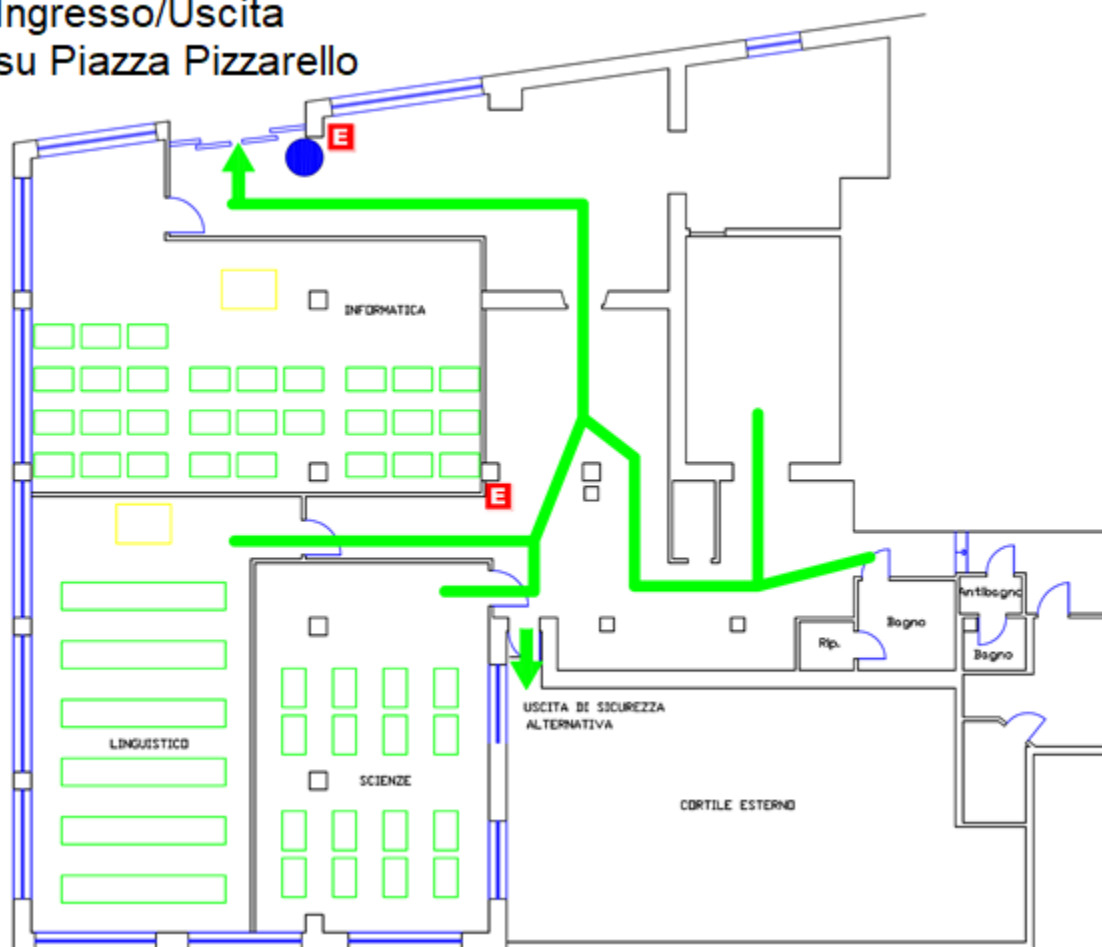 Ingresso/Uscita
su Piazza Pizzarello
E
INFORMATICA
E
Antibagno
Bagno
Rip.
Bagno
USCITA DI SICUREZZA
ALTERNATIVA
LINGUISTICO
SCIENZE
CORTILE ESTERNO